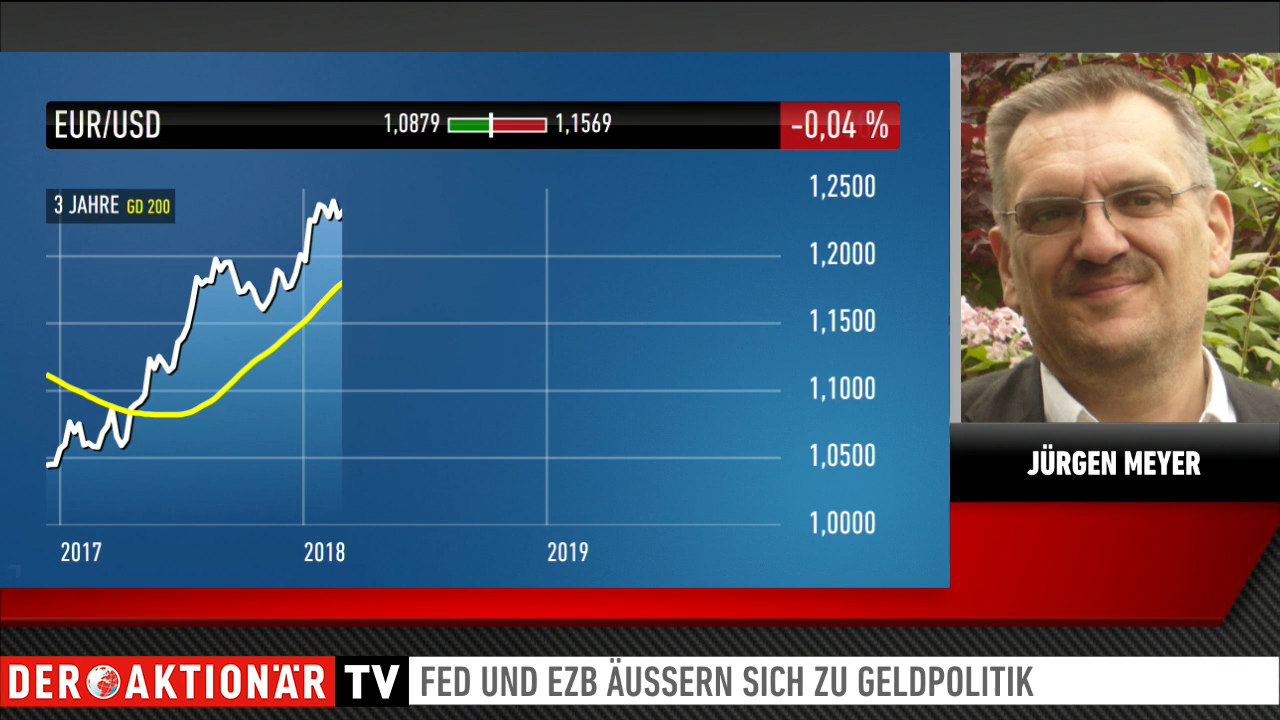 EUR/USD 1,0879 1,1569 -0,04 %
3 JAHRE GD 200
1,2500
1,2000
1,1500
1,1000
1,0500
1,0000
2017 2018 2019
JÜRGEN MEYER
DER AKTIONÄR TV
FED UND EZB ÄUSSERN SICH ZU GELDPOLITIK